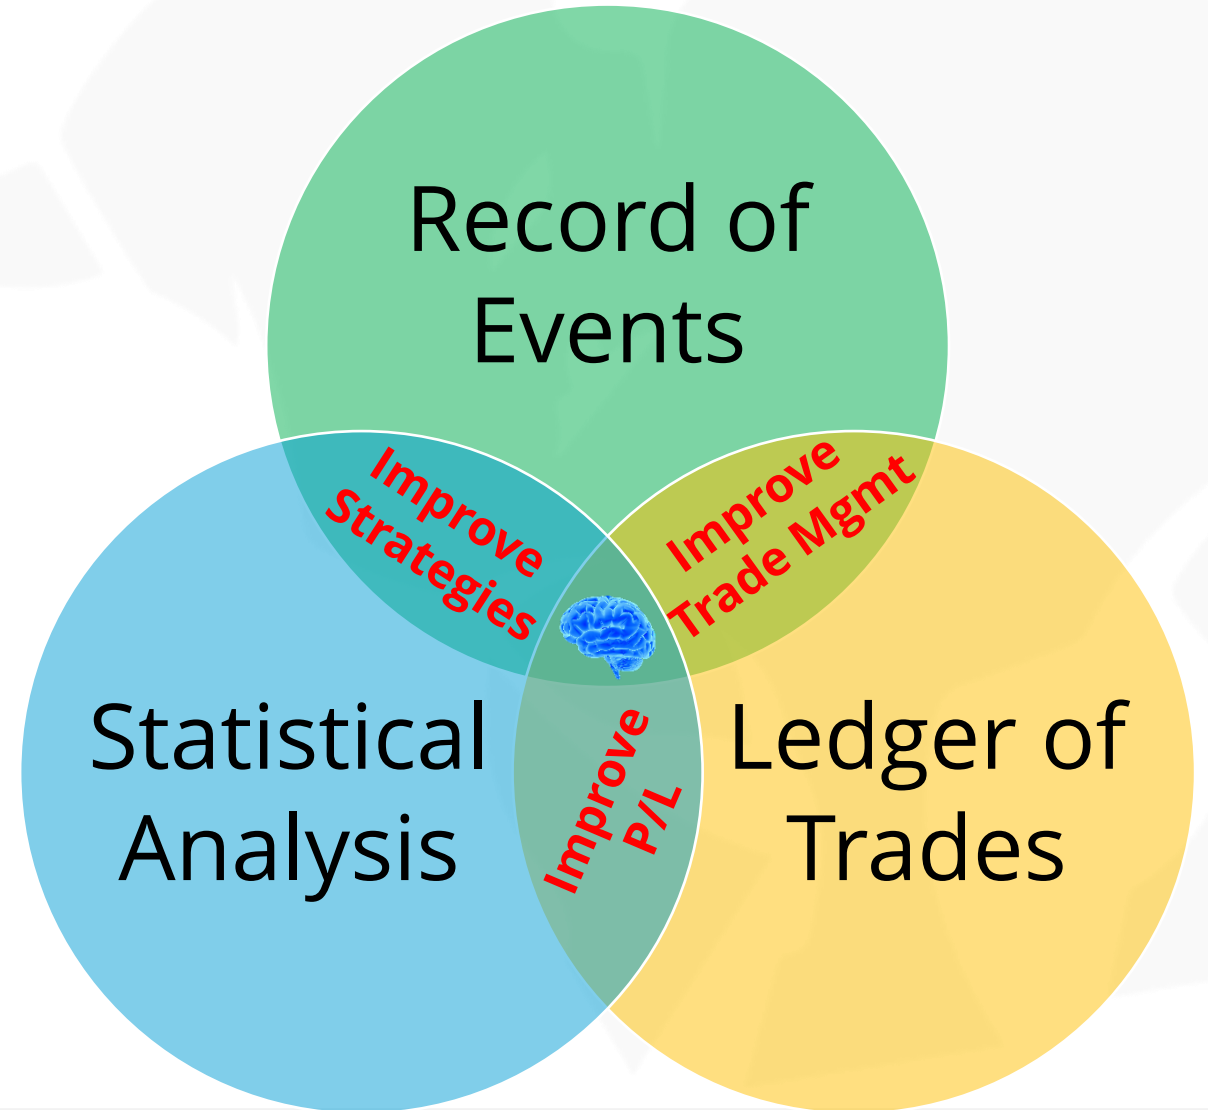 Record of
Events
Improve
Strategies
Improve
Trade Mgmt
Statistical
Analysis
Improve
P/L
Ledger of
Trades